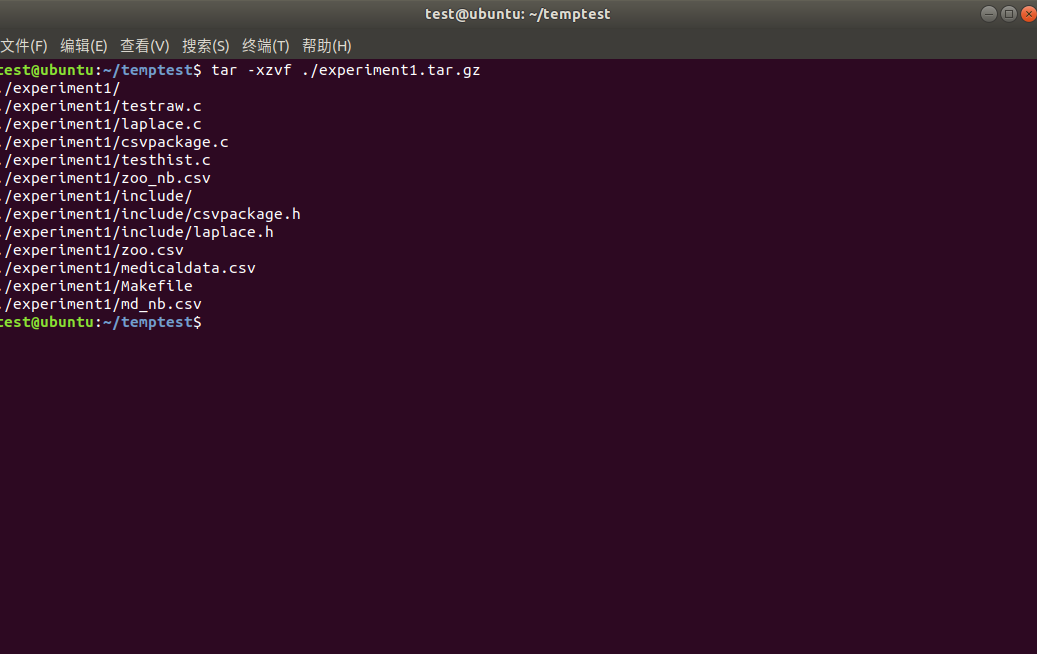 test@ubuntu: ~/temptest
文件(F) 编辑(E) 查看(V) 搜索(S) 终端(T) 帮助(H)
test@ubuntu:~/temptest$ tar -xzvf ./experiment1.tar.gz
./experiment1/
./experiment1/testraw.c
./experiment1/laplace.c
./experiment1/csvpackage.c
./experiment1/testhist.c
./experiment1/zoo_nb.csv
./experiment1/include/
./experiment1/include/csvpackage.h
./experiment1/include/laplace.h
./experiment1/zoo.csv
./experiment1/medicaldata.csv
./experiment1/Makefile
./experiment1/md_nb.csv
test@ubuntu:~/temptest$